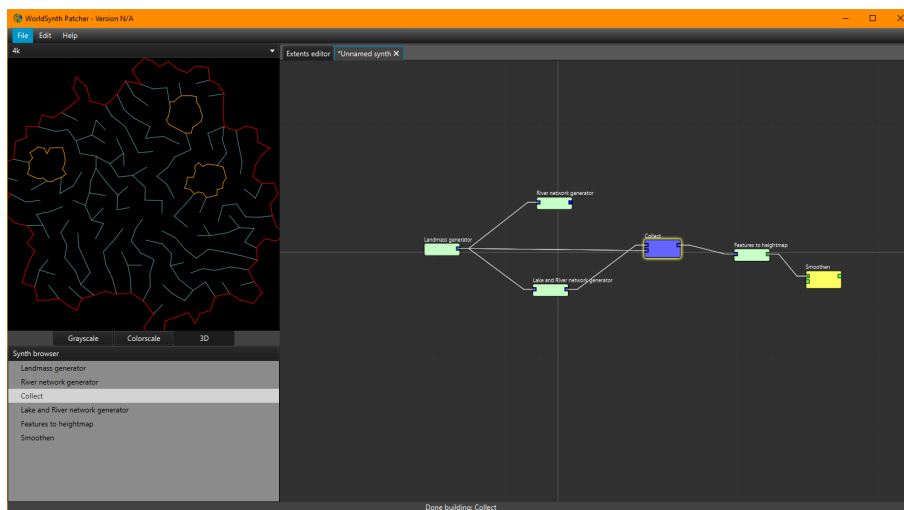 WorldSynth Patcher - Version N/A
File Edit Help
4k
Extents editor *Unnamed synth
River network generator
Landmass generator
Collect
Features to heightmap
Smoothen
Lake and River network generator
Grayscale Colorscale 3D
Synth browser
Landmass generator
River network generator
Collect
Lake and River network generator
Features to heightmap
Smoothen
Done building: Collect